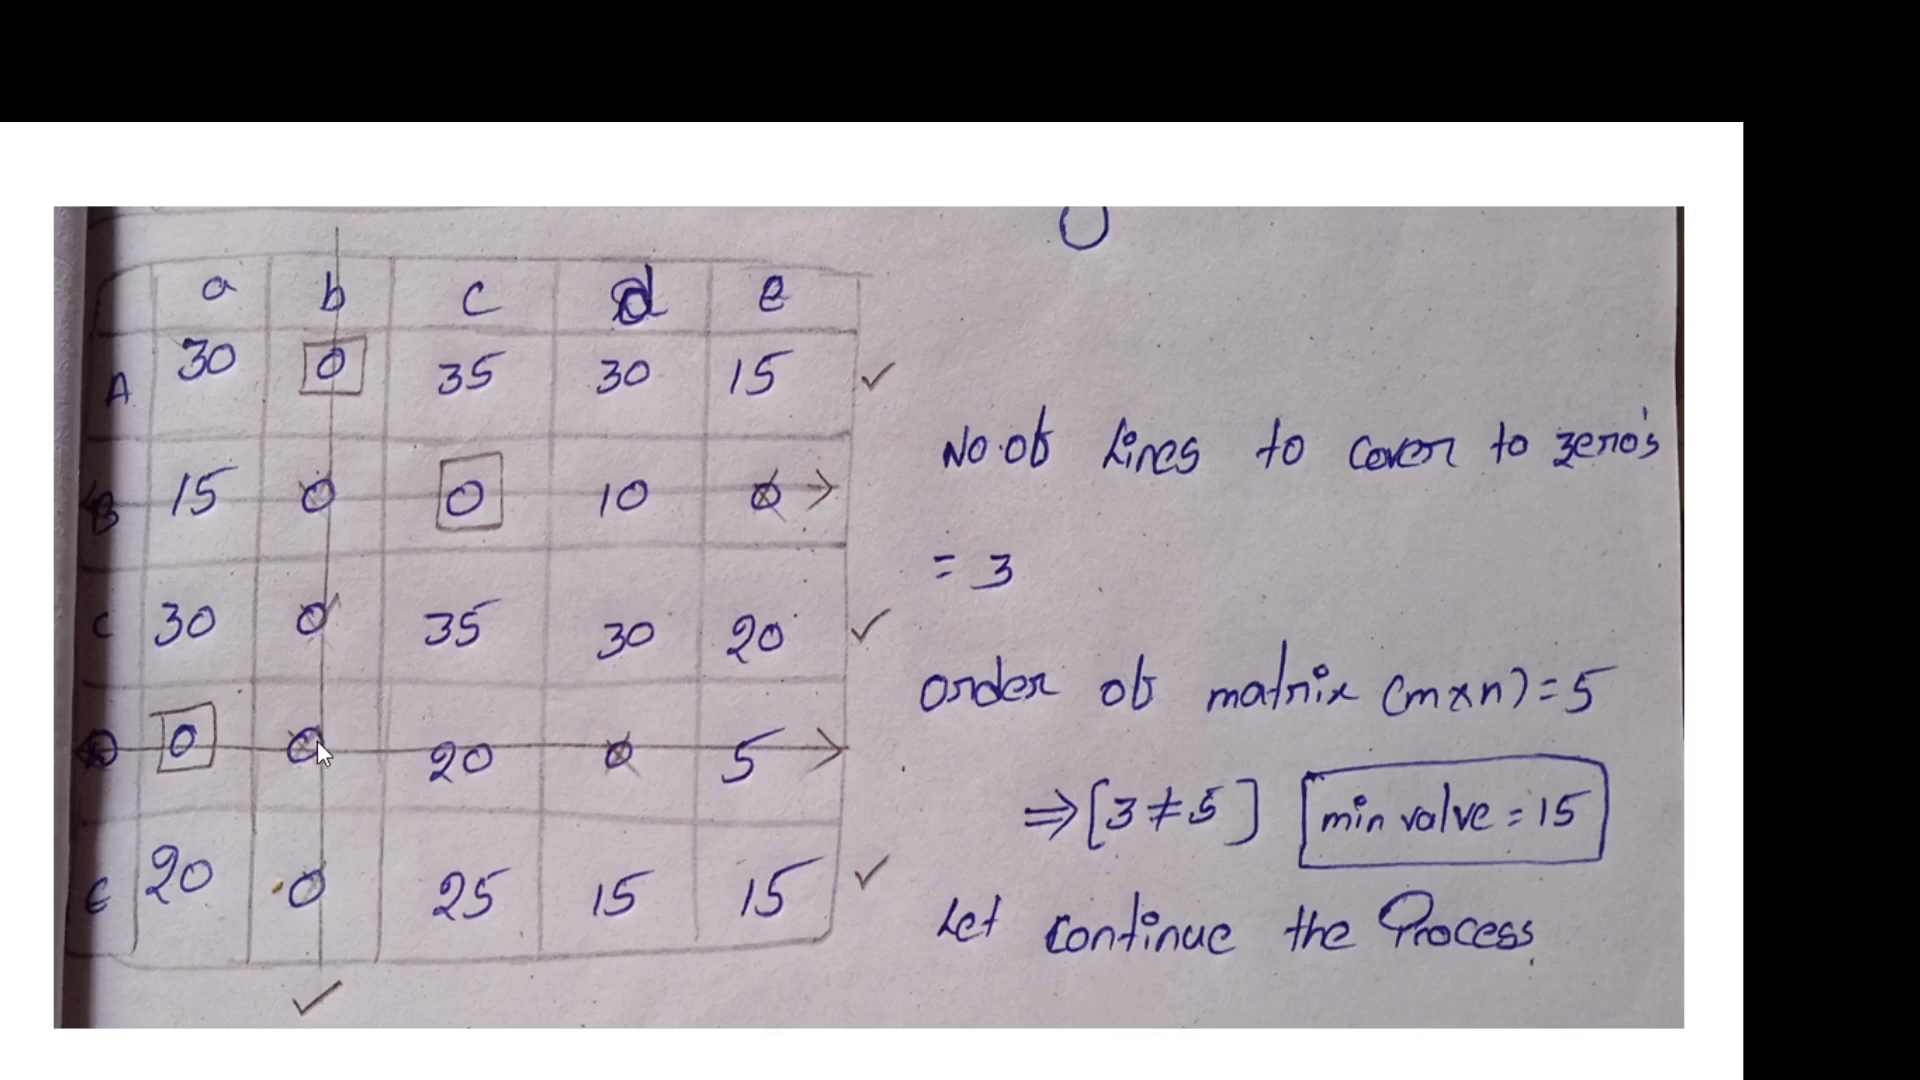 a b c d e
A 30 0 35 30 15 ✓
B 15 0 0 10 0
C 30 0 35 30 20 ✓
D 0 0 20 0 5
E 20 0 25 15 15 ✓
✓
No.of Lines to cover to zero's
= 3
order of matrix (m×n) = 5
⇒ [3 ≠ 5] min valve = 15
Let continue the Process